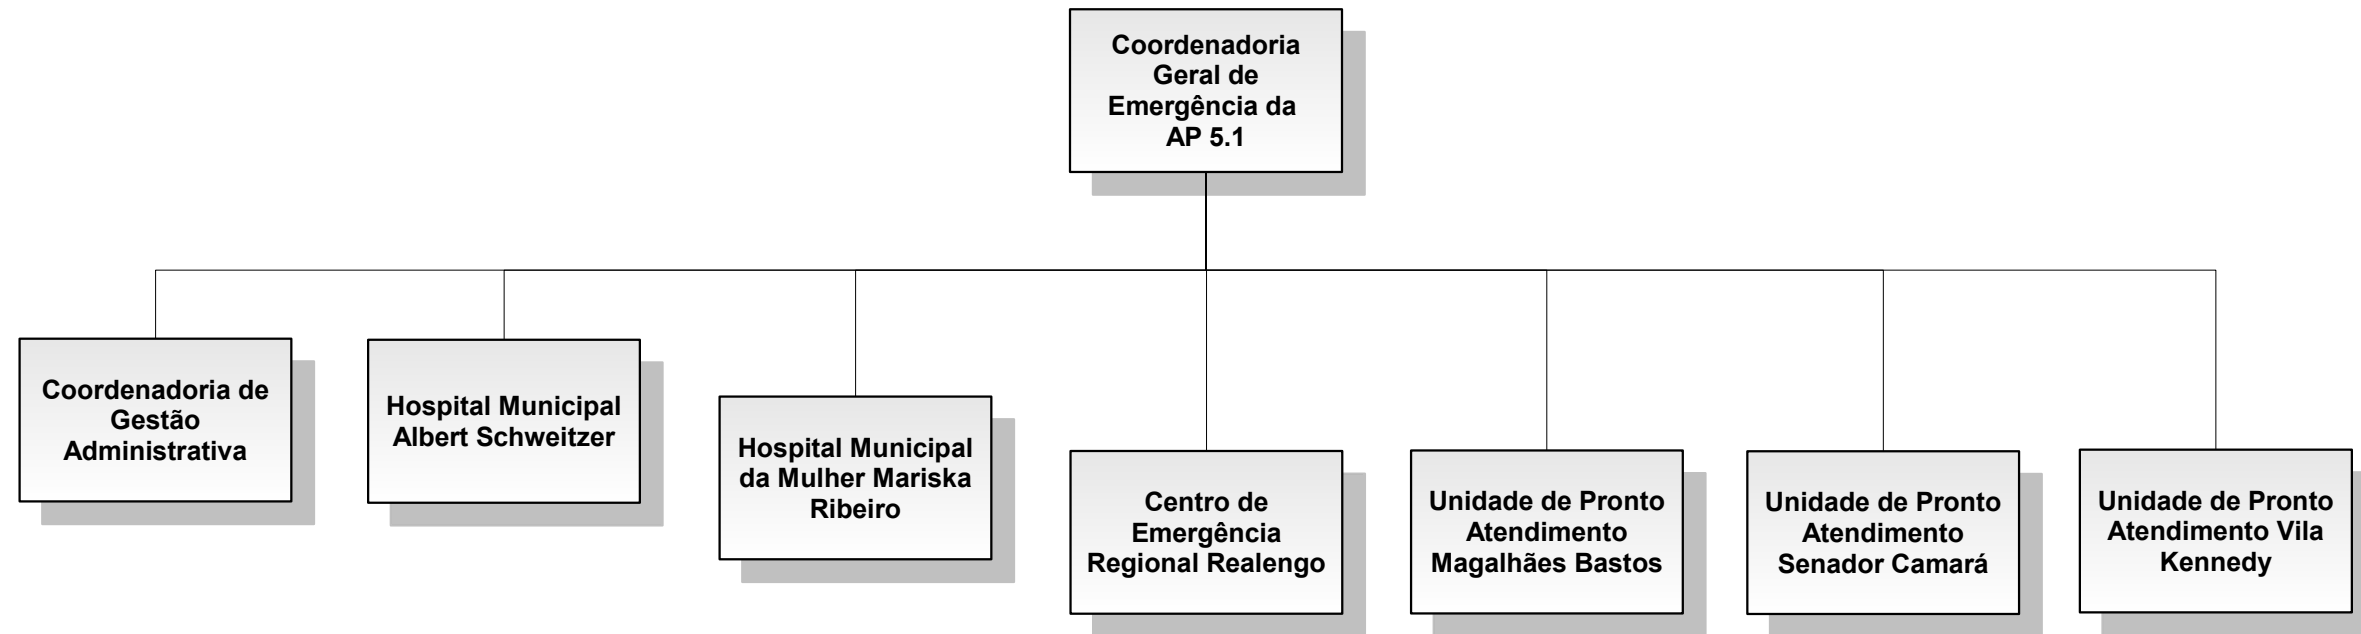 Coordenadoria
Geral de
Emergência da
AP 5.1
Coordenadoria de
Gestão
Administrativa
Hospital Municipal
Albert Schweitzer
Hospital Municipal
da Mulher Mariska
Ribeiro
Centro de
Emergência
Regional Realengo
Unidade de Pronto
Atendimento
Magalhães Bastos
Unidade de Pronto
Atendimento
Senador Camará
Unidade de Pronto
Atendimento Vila
Kennedy